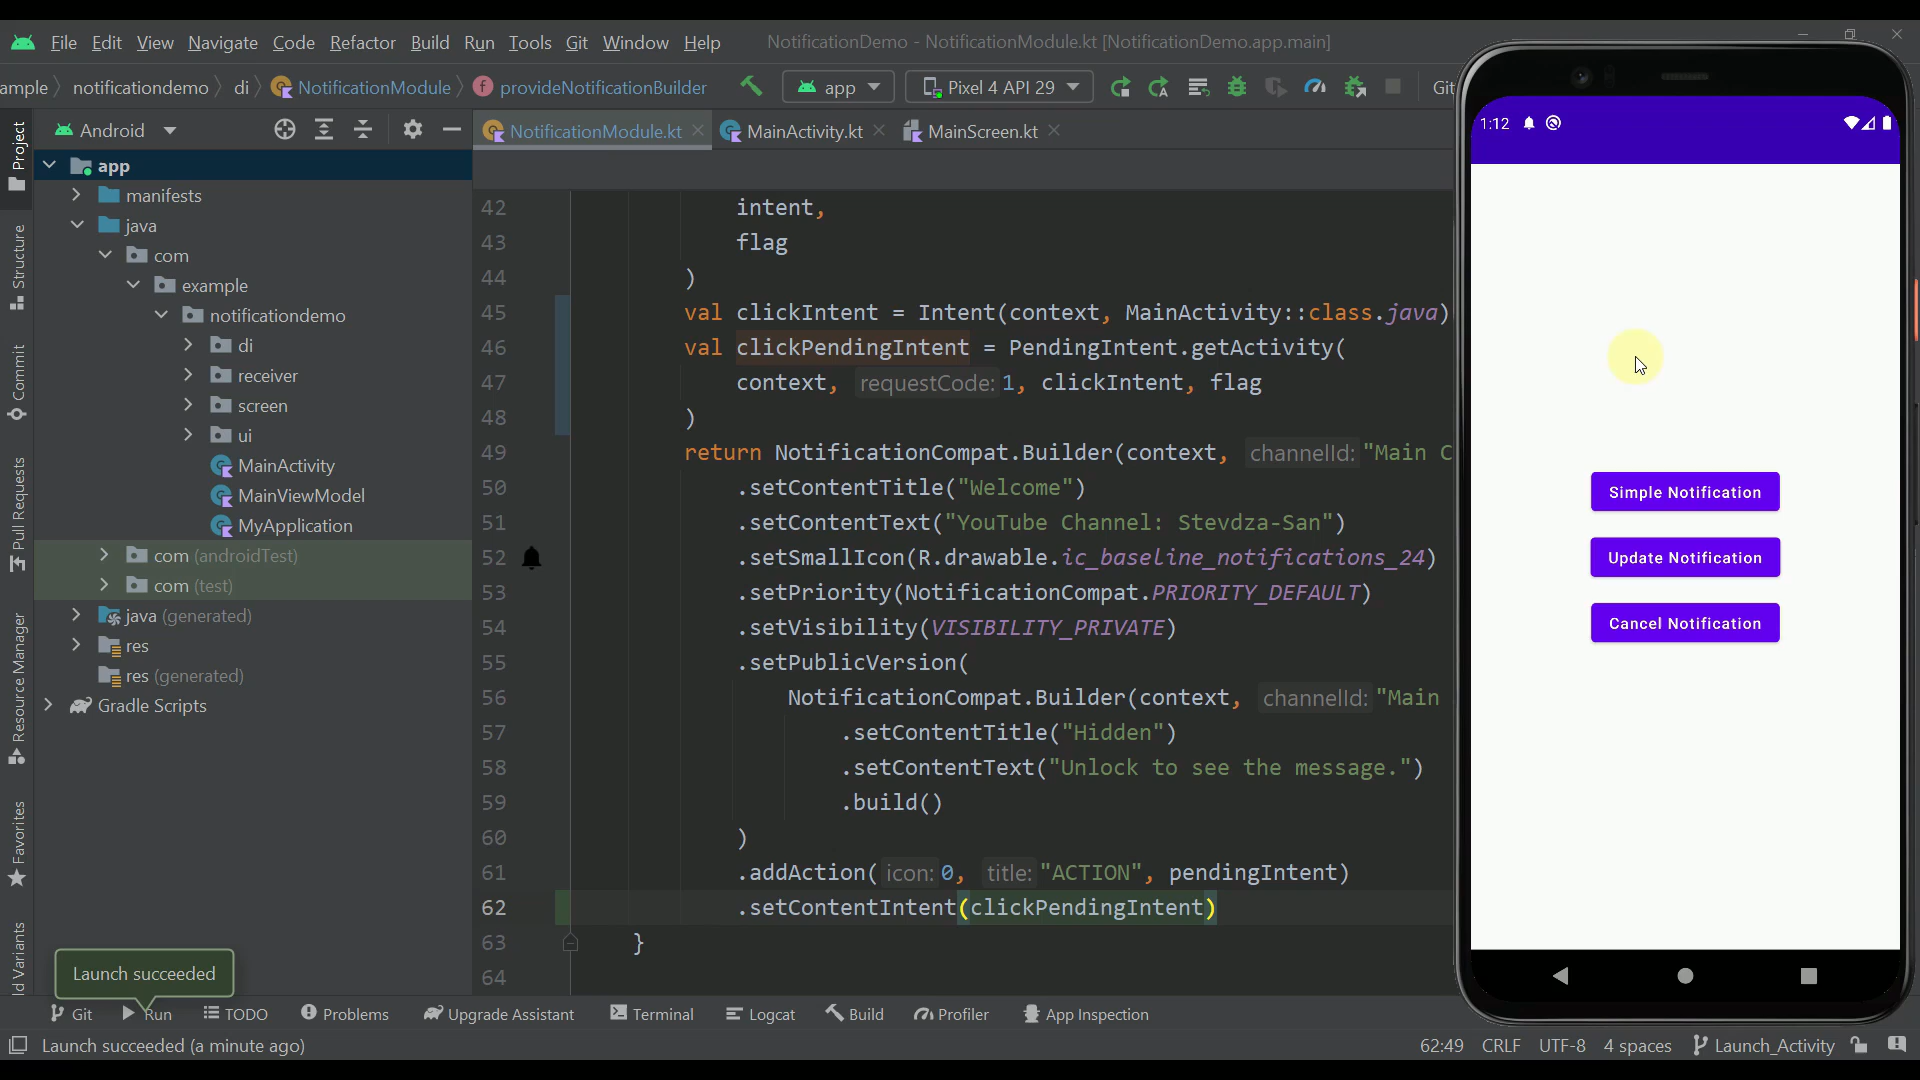 File Edit View Navigate Code Refactor Build Run Tools Git Window Help NotificationDemo - NotificationModule.kt [NotificationDemo.app.main]
ample notificationdemo di NotificationModule provideNotificationBuilder app Pixel 4 API 29 Git
Android
NotificationModule.kt MainActivity.kt MainScreen.kt
Project
Structure
Commit
Pull Requests
Resource Manager
Favorites
ld Variants
app
manifests
java
com
example
notificationdemo
di
receiver
screen
ui
MainActivity
MainViewModel
MyApplication
com (androidTest)
com (test)
java (generated)
res
res (generated)
Gradle Scripts
42 intent,
43 flag
44 )
45 val clickIntent = Intent(context, MainActivity::class.java)
46 val clickPendingIntent = PendingIntent.getActivity(
47 context, requestCode: 1, clickIntent, flag
48 )
49 return NotificationCompat.Builder(context, channelId: "Main C
50 .setContentTitle("Welcome")
51 .setContentText("YouTube Channel: Stevdza-San")
52 .setSmallIcon(R.drawable.ic_baseline_notifications_24)
53 .setPriority(NotificationCompat.PRIORITY_DEFAULT)
54 .setVisibility(VISIBILITY_PRIVATE)
55 .setPublicVersion(
56 NotificationCompat.Builder(context, channelId: "Main
57 .setContentTitle("Hidden")
58 .setContentText("Unlock to see the message.")
59 .build()
60 )
61 .addAction( icon: 0, title: "ACTION", pendingIntent)
62 .setContentIntent(clickPendingIntent)
63 }
64
1:12
Simple Notification
Update Notification
Cancel Notification
Launch succeeded
Git Run TODO Problems Upgrade Assistant Terminal Logcat Build Profiler App Inspection
Launch succeeded (a minute ago) 62:49 CRLF UTF-8 4 spaces Launch_Activity